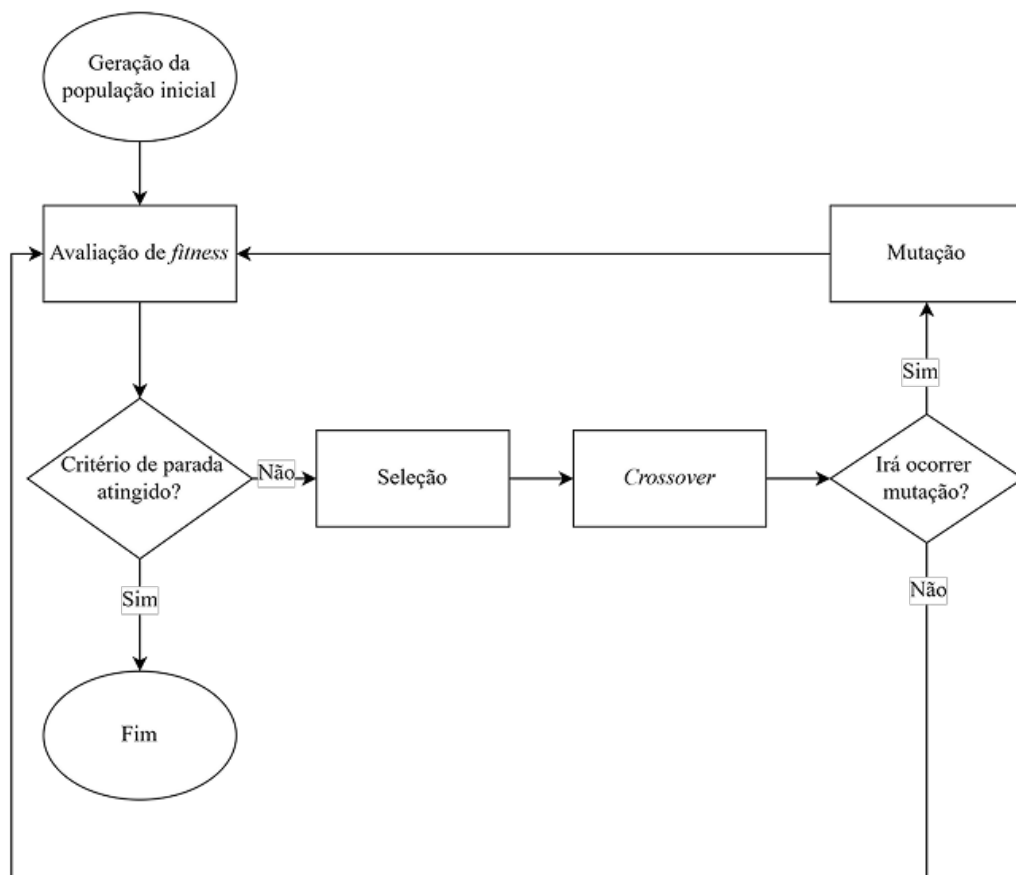 Geração da
população inicial
Avaliação de fitness
Mutação
Sim
Critério de parada
atingido?
Não
Seleção
Crossover
Irá ocorrer
mutação?
Sim
Não
Fim